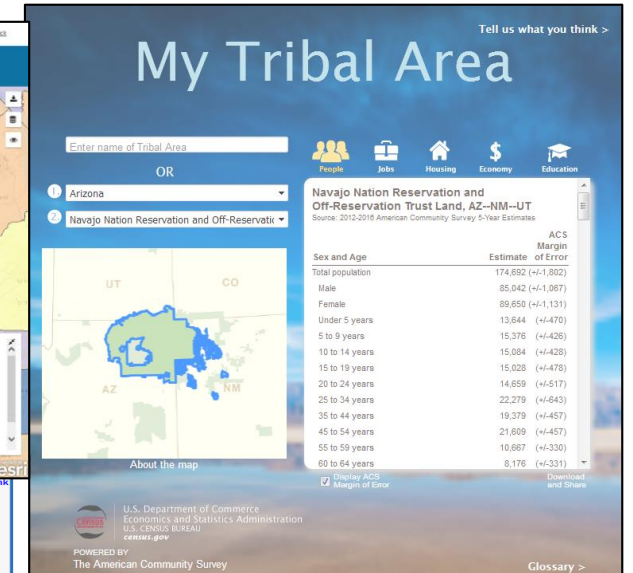 Tell us what you think >
My Tribal Area
Enter name of Tribal Area
OR
1 Arizona
2 Navajo Nation Reservation and Off-Reservatic
People Jobs Housing Economy Education
Navajo Nation Reservation and
Off-Reservation Trust Land, AZ--NM--UT
Source: 2012-2016 American Community Survey 5-Year Estimates
ACS
Margin
Sex and Age Estimate of Error
Total population 174,692 (+/-1,802)
Male 85,042 (+/-1,067)
Female 89,650 (+/-1,131)
Under 5 years 13,644 (+/-470)
5 to 9 years 15,376 (+/-426)
10 to 14 years 15,084 (+/-428)
15 to 19 years 15,028 (+/-478)
20 to 24 years 14,659 (+/-517)
25 to 34 years 22,279 (+/-643)
35 to 44 years 19,379 (+/-457)
45 to 54 years 21,609 (+/-457)
55 to 59 years 10,667 (+/-330)
60 to 64 years 8,176 (+/-331)
UT CO
AZ NM
About the map
Display ACS
Margin of Error
Download
and Share
esri
Census
U.S. Department of Commerce
Economics and Statistics Administration
U.S. CENSUS BUREAU
census.gov
POWERED BY
The American Community Survey
Glossary >